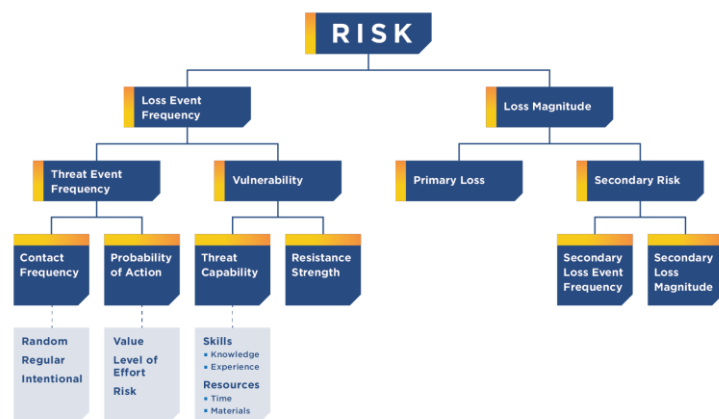 RISK
Loss Event
Frequency
Loss Magnitude
Threat Event
Frequency
Vulnerability
Primary Loss
Secondary Risk
Contact
Frequency
Probability
of Action
Threat
Capability
Resistance
Strength
Secondary
Loss Event
Frequency
Secondary
Loss
Magnitude
Random
Regular
Intentional
Value
Level of
Effort
Risk
Skills
• Knowledge
• Experience
Resources
• Time
• Materials